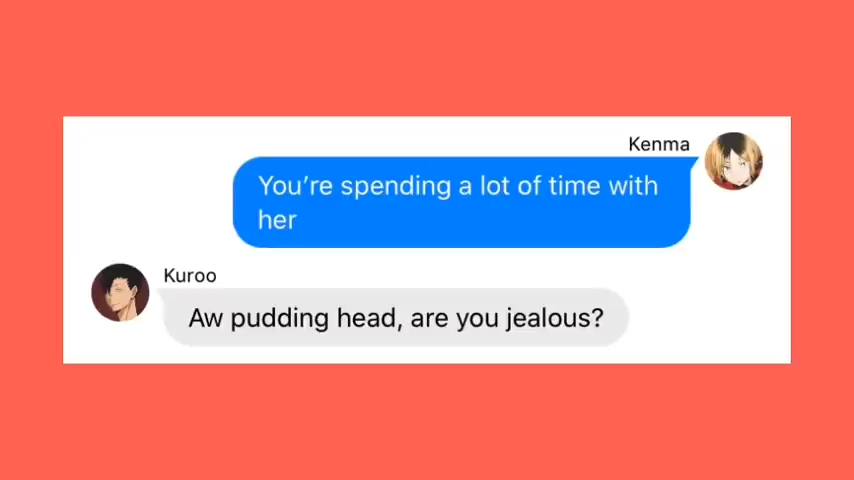 Kenma
You’re spending a lot of time with
her
Kuroo
Aw pudding head, are you jealous?